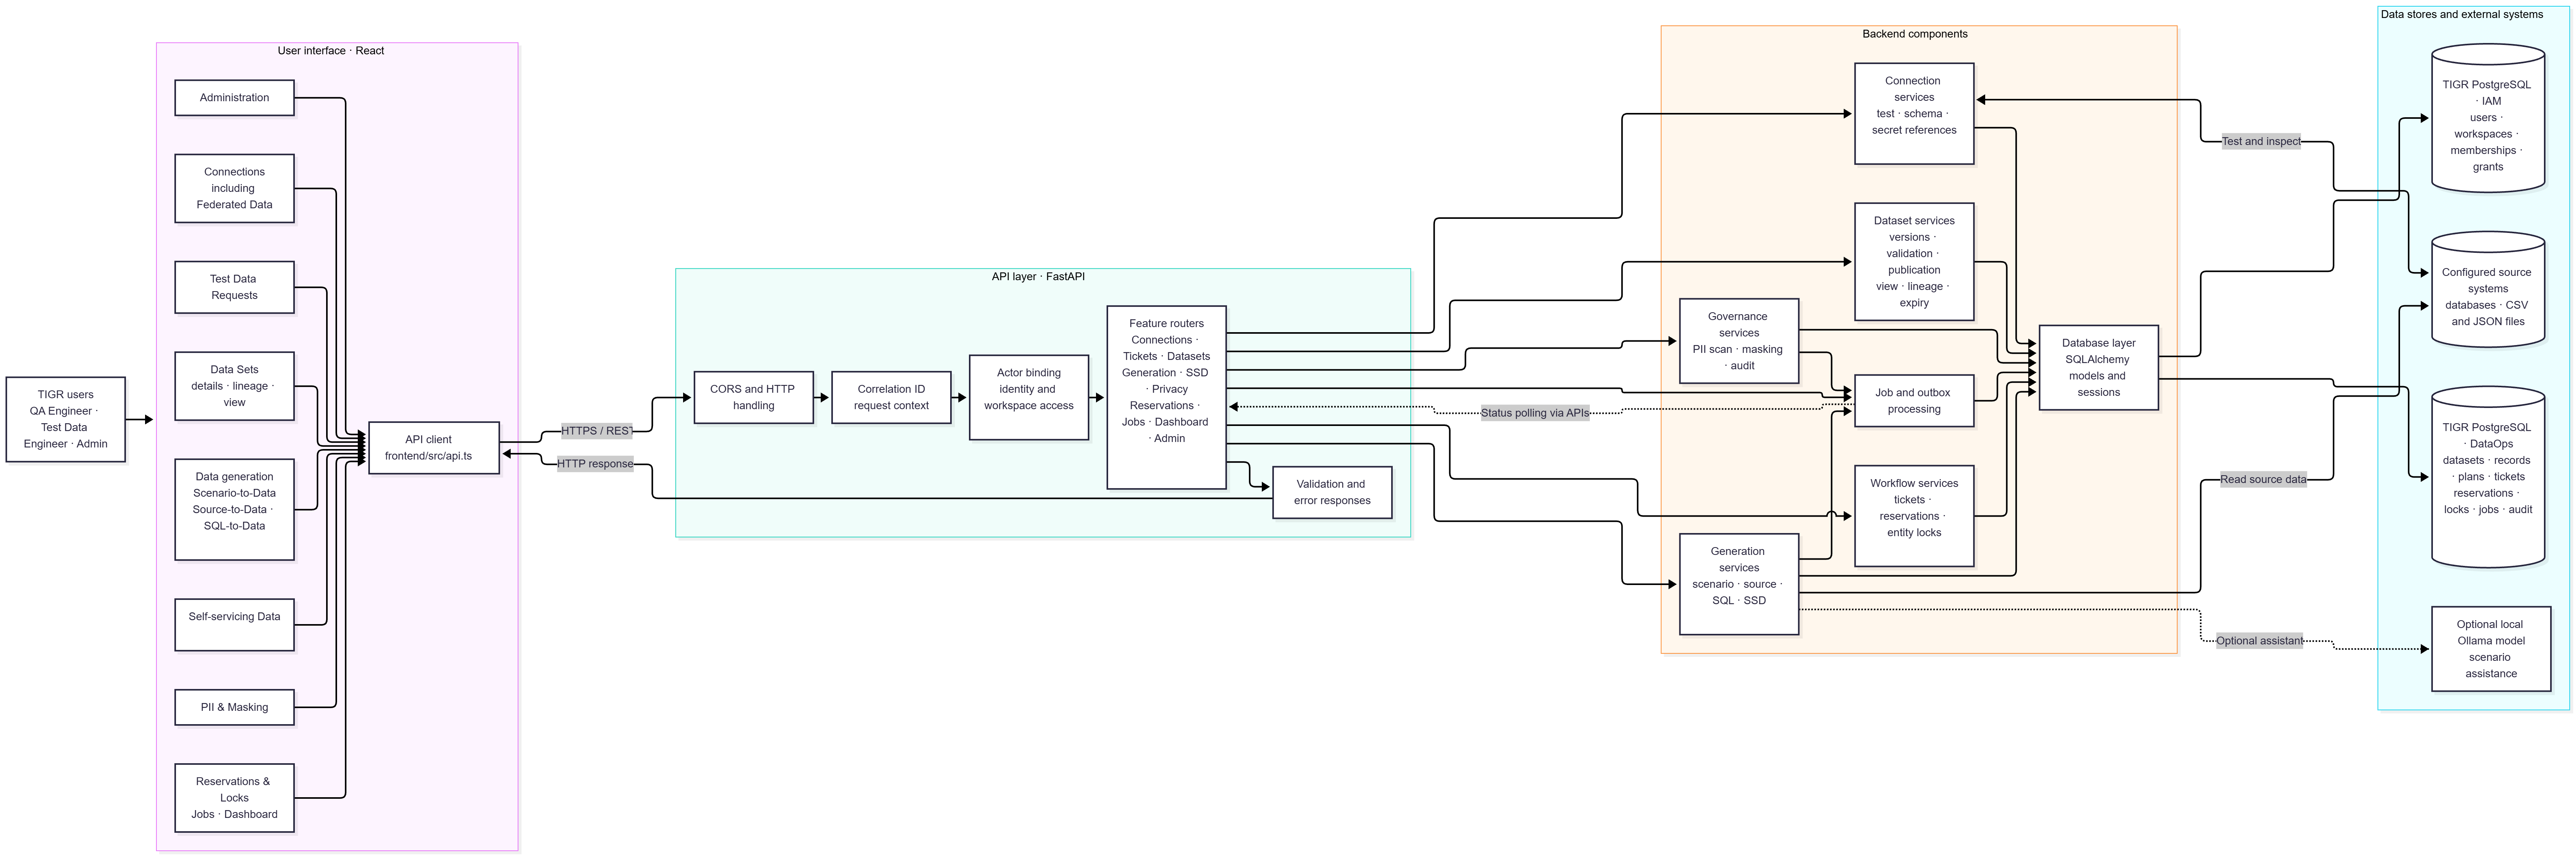 TIGR users
QA Engineer ·
Test Data
Engineer · Admin
User interface · React
Administration
Connections
including
Federated Data
Test Data
Requests
Data Sets
details · lineage ·
view
Data generation
Scenario-to-Data
Source-to-Data ·
SQL-to-Data
Self-servicing Data
PII & Masking
Reservations &
Locks
Jobs · Dashboard
API client
frontend/src/api.ts
HTTPS / REST
HTTP response
API layer · FastAPI
CORS and HTTP
handling
Correlation ID
request context
Actor binding
identity and
workspace access
Feature routers
Connections ·
Tickets · Datasets
Generation · SSD
· Privacy
Reservations ·
Jobs · Dashboard
· Admin
Validation and
error responses
Status polling via APIs
Backend components
Connection
services
test · schema ·
secret references
Dataset services
versions ·
validation ·
publication
view · lineage ·
expiry
Governance
services
PII scan · masking
· audit
Job and outbox
processing
Workflow services
tickets ·
reservations ·
entity locks
Generation
services
scenario · source ·
SQL · SSD
Database layer
SQLAlchemy
models and
sessions
Test and inspect
Read source data
Optional assistant
Data stores and external systems
TIGR PostgreSQL
· IAM
users ·
workspaces ·
memberships ·
grants
Configured source
systems
databases · CSV
and JSON files
TIGR PostgreSQL
· DataOps
datasets · records
· plans · tickets
reservations ·
locks · jobs · audit
Optional local
Ollama model
scenario
assistance